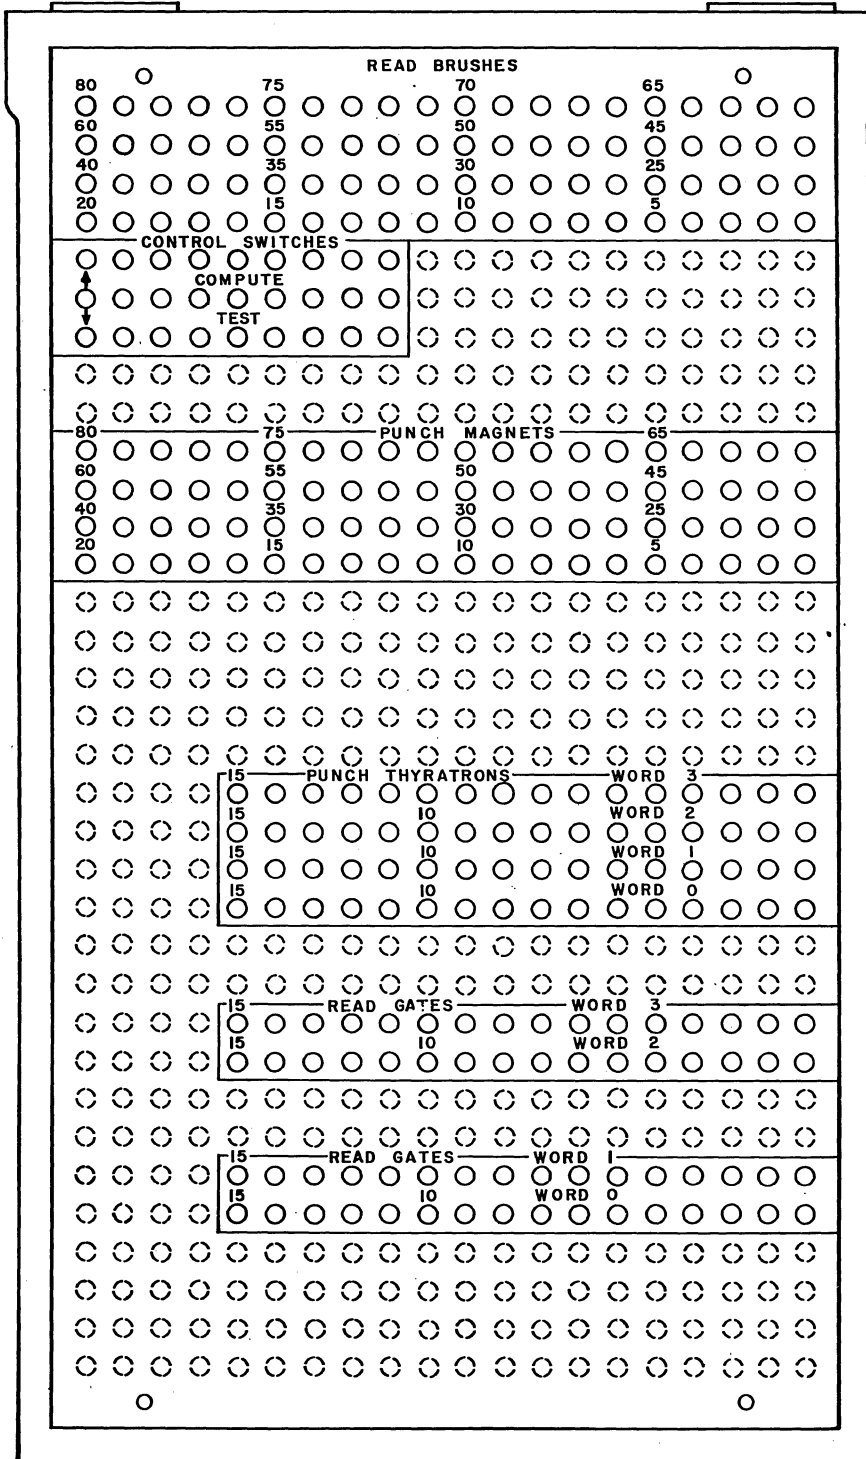 READ BRUSHES
80 75 70 65
60 55 50 45
40 35 30 25
20 15 10 5
CONTROL SWITCHES
COMPUTE
TEST
80 75 PUNCH MAGNETS 65
60 55 50 45
40 35 30 25
20 15 10 5
15 PUNCH THYRATRONS WORD 3
15 10 WORD 2
15 10 WORD 1
15 10 WORD 0
15 READ GATES WORD 3
15 10 WORD 2
15 READ GATES WORD 1
15 10 WORD 0